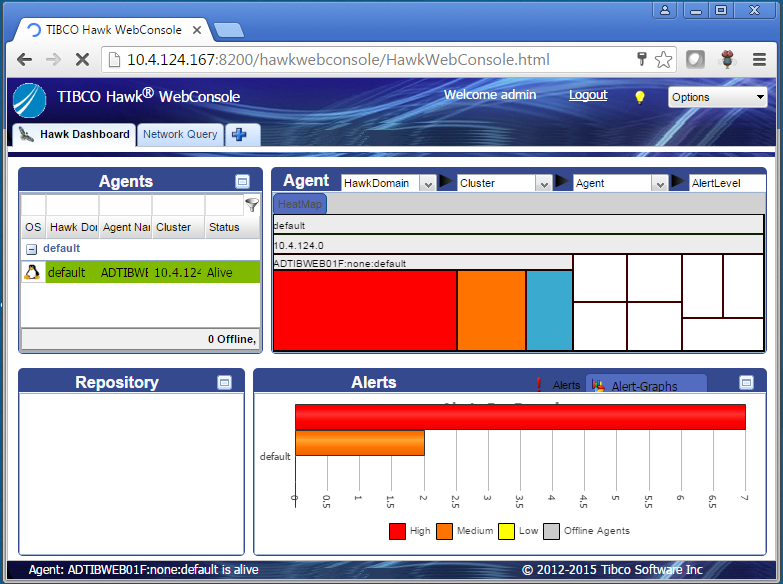 TIBCO Hawk WebConsole
10.4.124.167:8200/hawkwebconsole/HawkWebConsole.html
TIBCO Hawk® WebConsole
Welcome admin
Logout
Options
Hawk Dashboard
Network Query
Agents
OS Hawk Dor Agent Nar Cluster Status
default
default ADTIBWE 10.4.124 Alive
0 Offline,
Agent
HawkDomain
Cluster
Agent
AlertLevel
HeatMap
default
10.4.124.0
ADTIBWEB01F:none:default
Repository
Alerts
Alerts
Alert-Graphs
default
0 0.5 1 1.5 2 2.5 3 3.5 4 4.5 5 5.5 6 6.5 7
High Medium Low Offline Agents
Agent: ADTIBWEB01F:none:default is alive
© 2012-2015 Tibco Software Inc